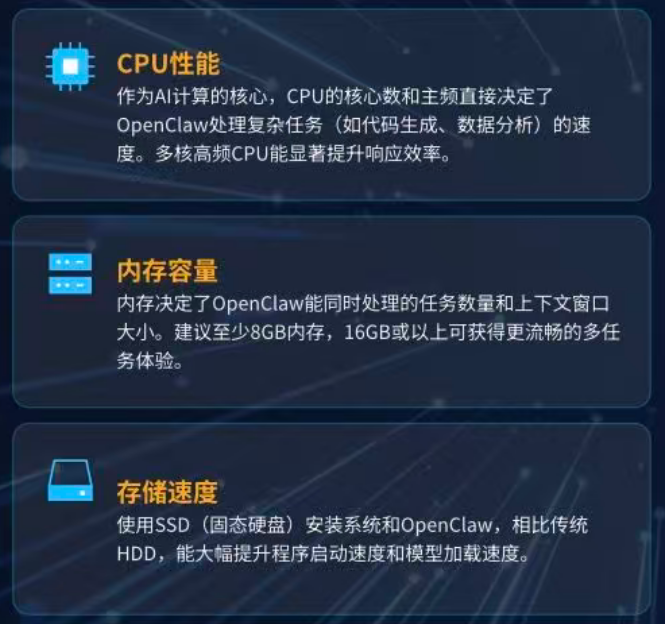 CPU性能
作为AI计算的核心，CPU的核心数和主频直接决定了
OpenClaw处理复杂任务（如代码生成、数据分析）的速
度。多核高频CPU能显著提升响应效率。
内存容量
内存决定了OpenClaw能同时处理的任务数量和上下文窗口
大小。建议至少8GB内存，16GB或以上可获得更流畅的多任
务体验。
存储速度
使用SSD（固态硬盘）安装系统和OpenClaw，相比传统
HDD，能大幅提升程序启动速度和模型加载速度。